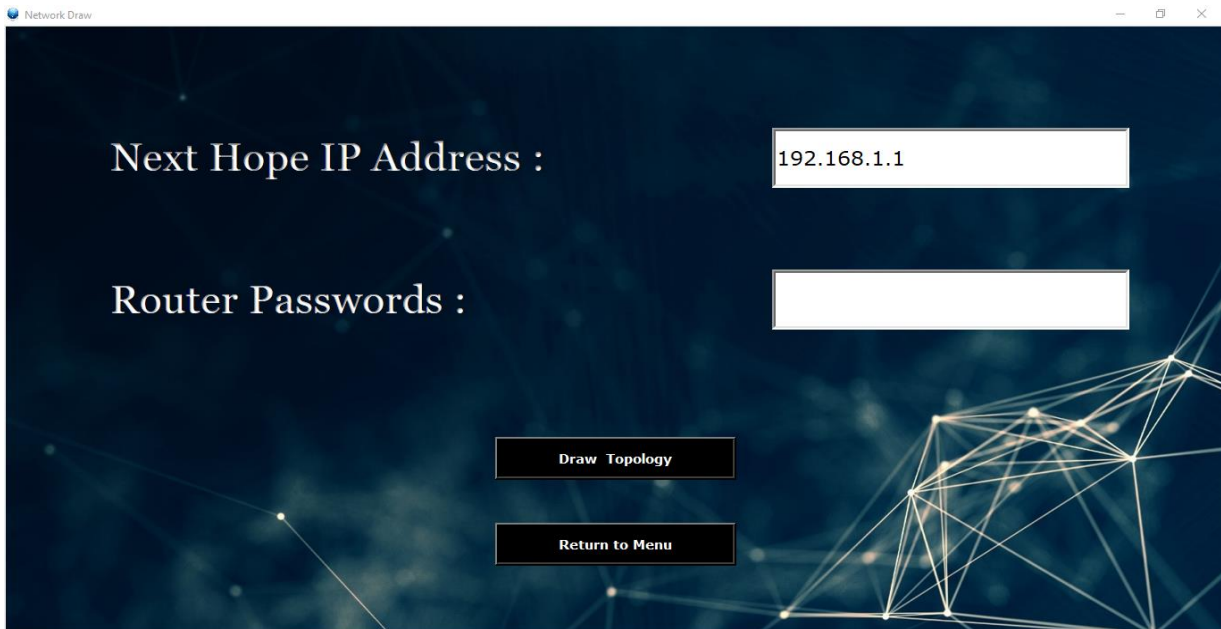 Network Draw
Next Hope IP Address :
192.168.1.1
Router Passwords :
Draw Topology
Return to Menu